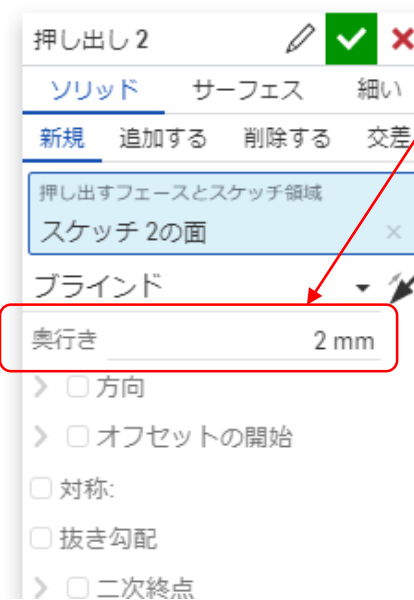 押し出し 2
ソリッド サーフェス 細い
新規 追加する 削除する 交差
押し出すフェースとスケッチ領域
スケッチ 2の面
ブラインド
奥行き 2 mm
方向
オフセットの開始
対称:
抜き勾配
二次終点